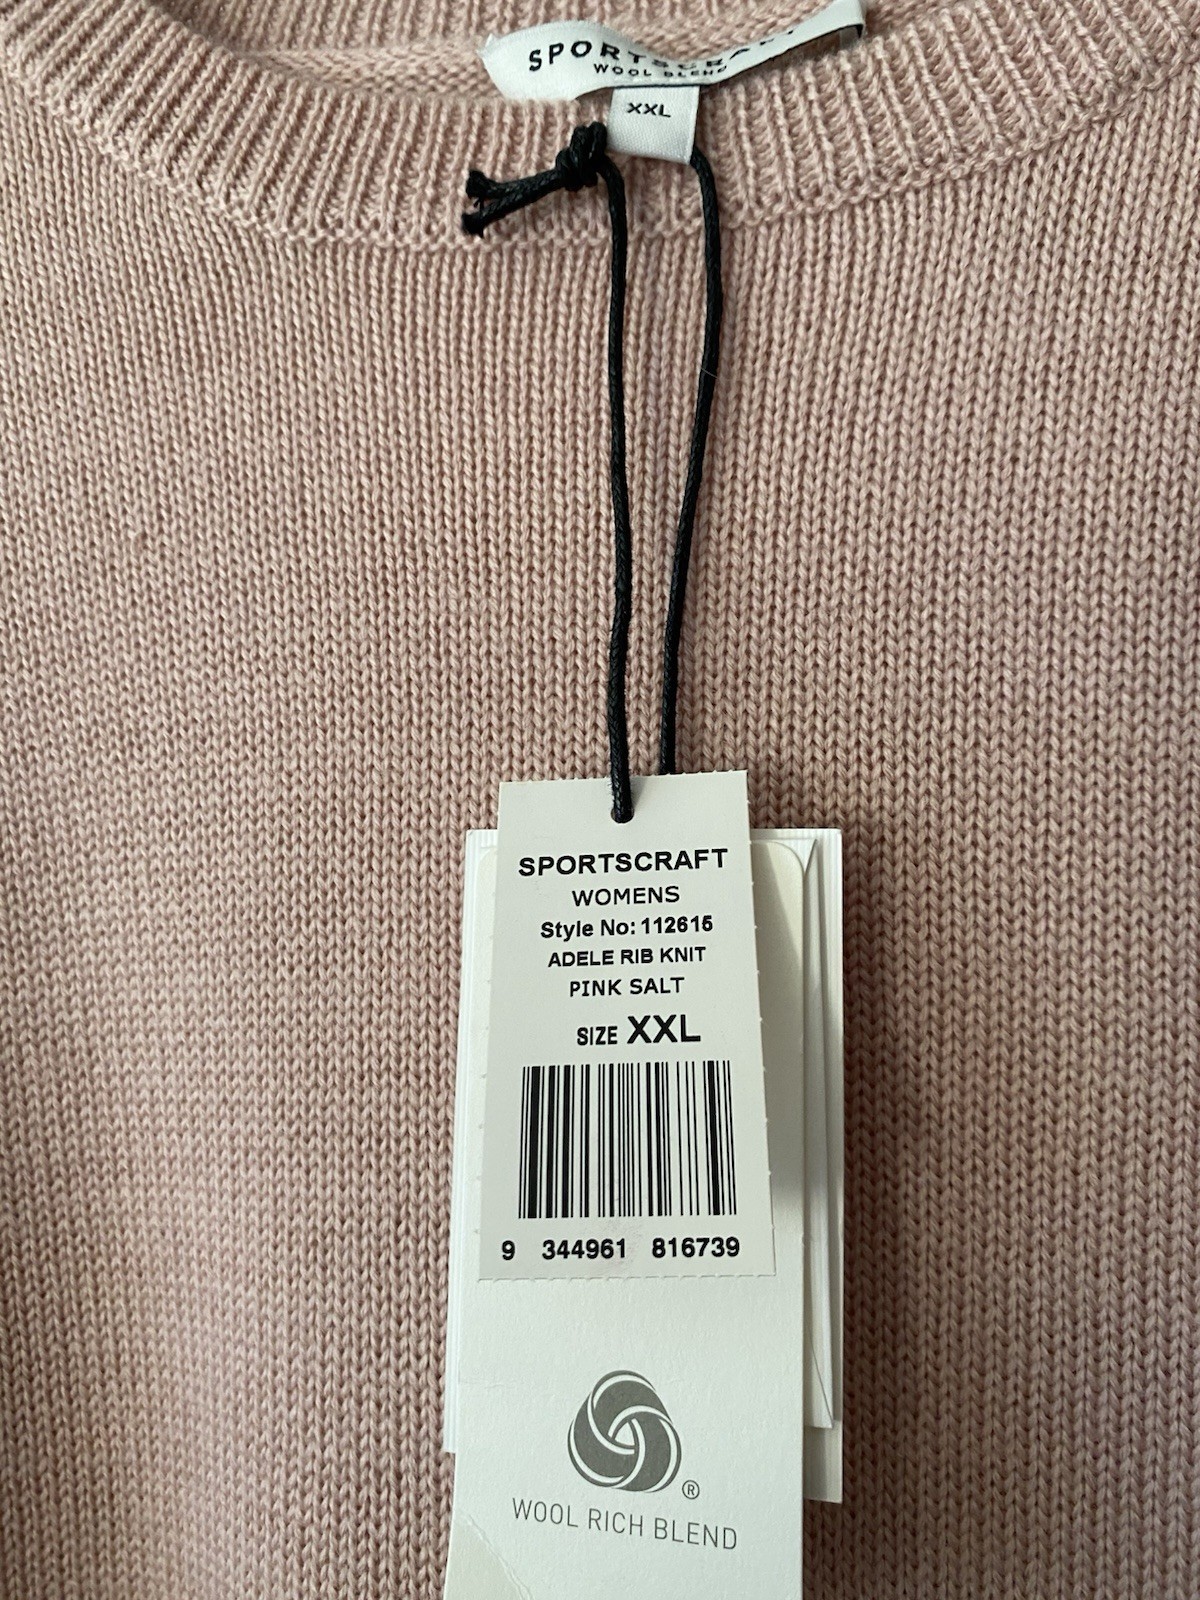 SPORTSCRAFT
WOOL BLEND
XXL
SPORTSCRAFT
WOMENS
Style No: 112615
ADELE RIB KNIT
PINK SALT
SIZE XXL
9 344961 816739
®
WOOL RICH BLEND